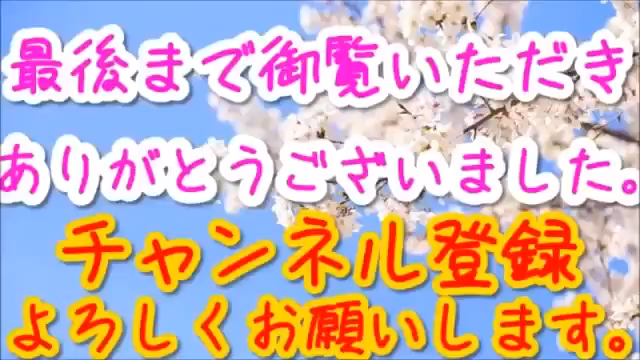 最後まで御覧いただき
ありがとうございました。
チャンネル登録
よろしくお願いします。